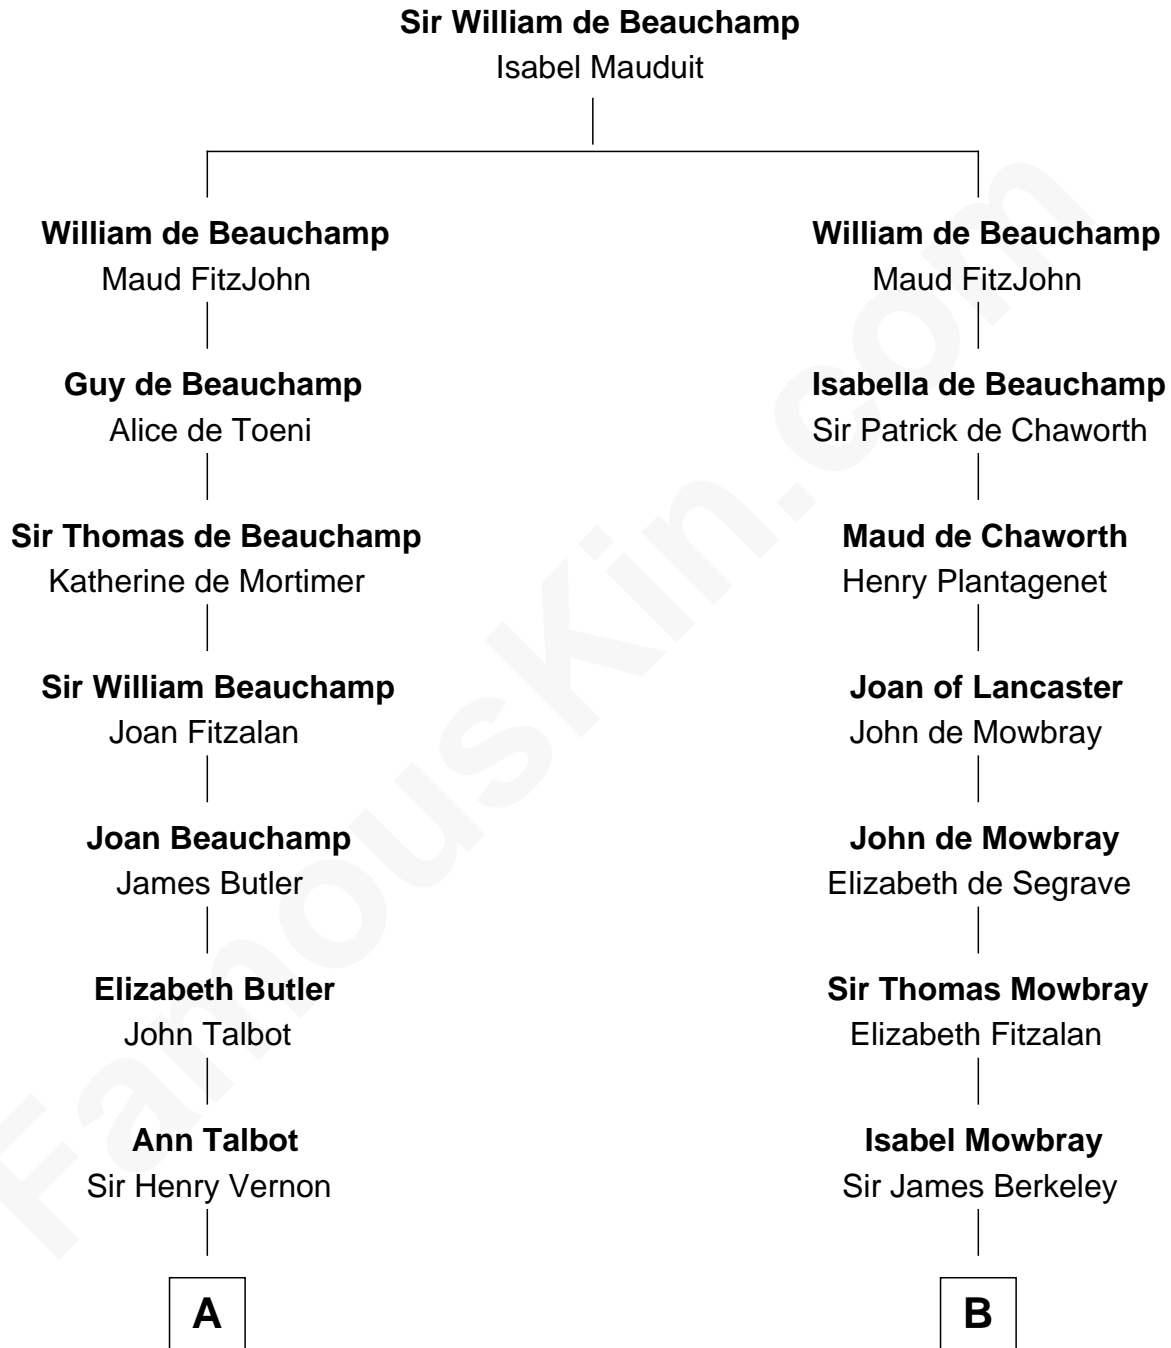 Sir William de Beauchamp
Isabel Mauduit
William de Beauchamp
Maud FitzJohn
William de Beauchamp
Maud FitzJohn
Guy de Beauchamp
Alice de Toeni
Isabella de Beauchamp
Sir Patrick de Chaworth
Sir Thomas de Beauchamp
Katherine de Mortimer
Maud de Chaworth
Henry Plantagenet
Sir William Beauchamp
Joan Fitzalan
Joan of Lancaster
John de Mowbray
Joan Beauchamp
James Butler
John de Mowbray
Elizabeth de Segrave
Elizabeth Butler
John Talbot
Sir Thomas Mowbray
Elizabeth Fitzalan
Ann Talbot
Sir Henry Vernon
Isabel Mowbray
Sir James Berkeley
A
B
FamousKin.com